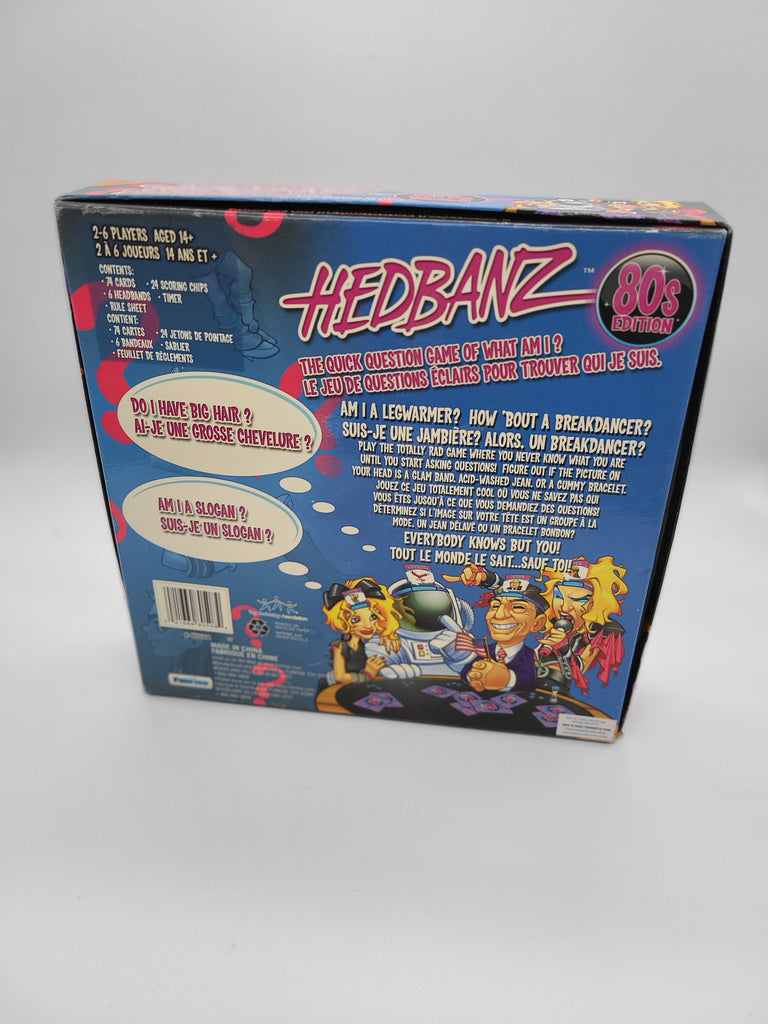 2-6 PLAYERS AGED 14+
2 À 6 JOUEURS 14 ANS ET +
CONTENTS:
• 74 CARDS • 24 SCORING CHIPS
• 6 HEADBANDS • TIMER
• RULE SHEET
CONTENT:
• 74 CARTES • 24 JETONS DE POINTAGE
• 6 BANDEAUX • SABLIER
• FEUILLET DE RÈGLEMENTS
HEDBANZ™
80s
EDITION
THE QUICK QUESTION GAME OF WHAT AM I?
LE JEU DE QUESTIONS ÉCLAIRS POUR TROUVER QUI JE SUIS.
DO I HAVE BIG HAIR ?
AI-JE UNE GROSSE CHEVELURE ?
AM I A SLOGAN ?
SUIS-JE UN SLOGAN ?
AM I A LEGWARMER? HOW 'BOUT A BREAKDANCER?
SUIS-JE UNE JAMBIÈRE? ALORS, UN BREAKDANCER?
PLAY THE TOTALLY RAD GAME WHERE YOU NEVER KNOW WHAT YOU ARE
UNTIL YOU START ASKING QUESTIONS! FIGURE OUT IF THE PICTURE ON
YOUR HEAD IS A GLAM BAND, ACID-WASHED JEAN, OR A GUMMY BRACELET.
JOUEZ CE JEU TOTALEMENT COOL OÙ VOUS NE SAVEZ PAS QUI
VOUS ÊTES JUSQU'À CE QUE VOUS DEMANDIEZ DES QUESTIONS!
DÉTERMINEZ SI L'IMAGE SUR VOTRE TÊTE EST UN GROUPE À LA
MODE, UN JEAN DÉLAVÉ OU UN BRACELET BONBON?
EVERYBODY KNOWS BUT YOU!
TOUT LE MONDE LE SAIT...SAUF TOI!
MADE IN CHINA
FABRIQUÉ EN CHINE